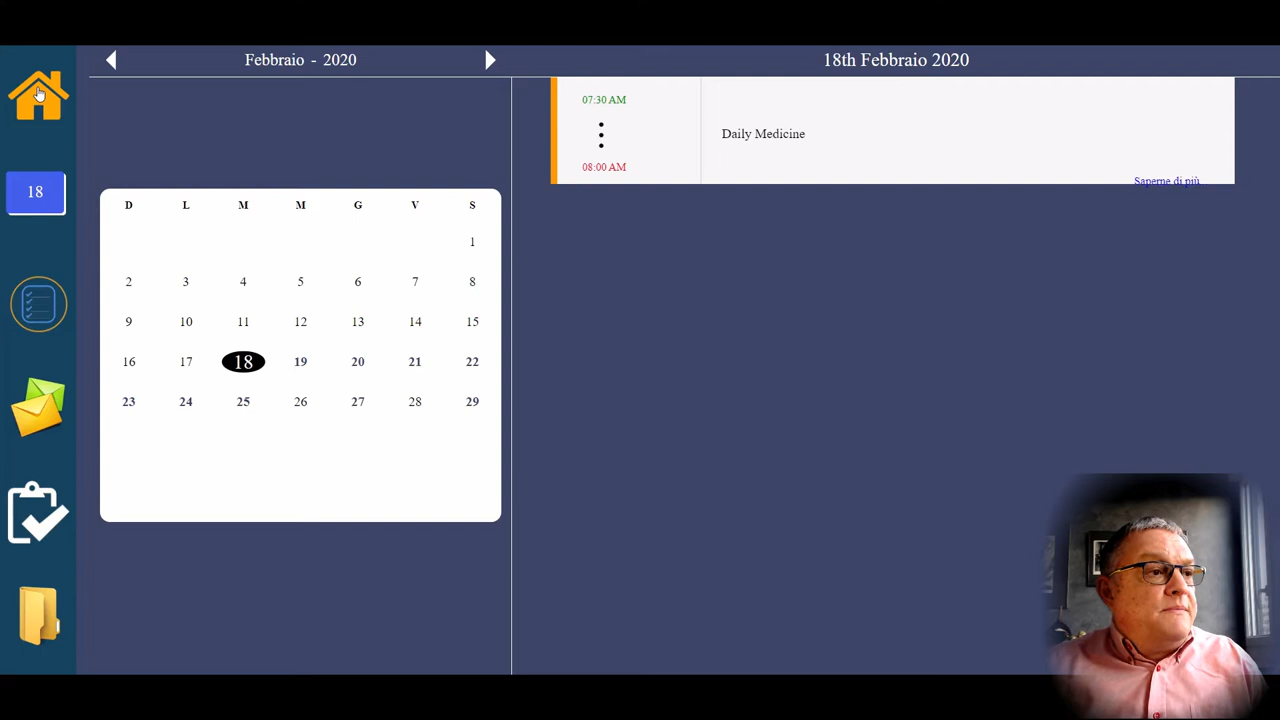 Febbraio - 2020
18th Febbraio 2020
18
D L M M G V S
1
2 3 4 5 6 7 8
9 10 11 12 13 14 15
16 17 18 19 20 21 22
23 24 25 26 27 28 29
07:30 AM
Daily Medicine
08:00 AM
Saperne di più